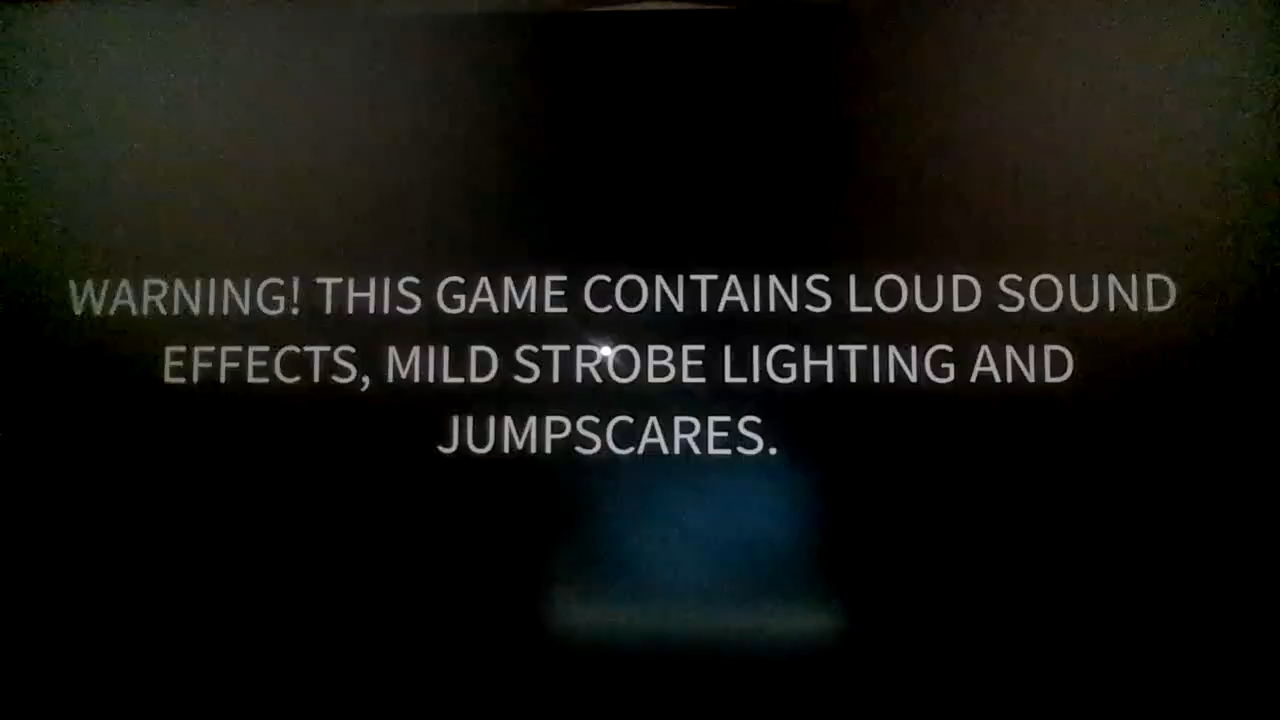 WARNING! THIS GAME CONTAINS LOUD SOUND
EFFECTS, MILD STROBE LIGHTING AND
JUMPSCARES.